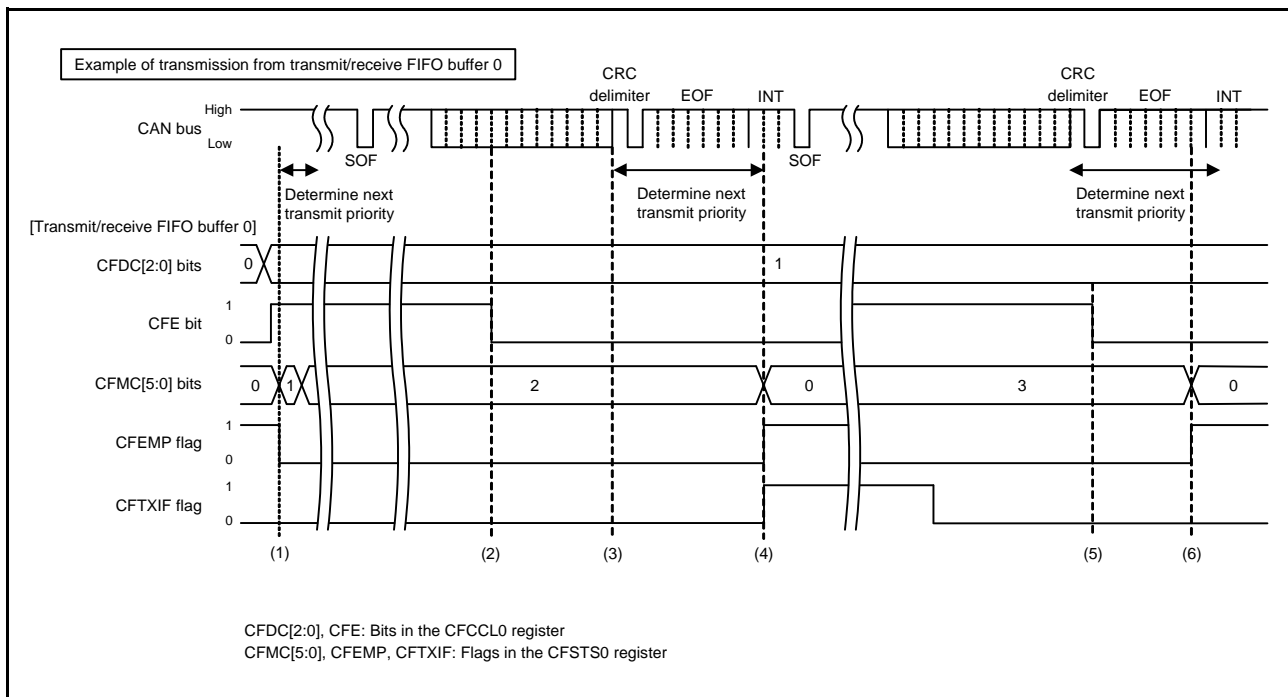 Example of transmission from transmit/receive FIFO buffer 0
CRC
delimiter
EOF
INT
CRC
delimiter
EOF
INT
High
CAN bus
Low
SOF
SOF
Determine next
transmit priority
Determine next
transmit priority
Determine next
transmit priority
[Transmit/receive FIFO buffer 0]
CFDC[2:0] bits
0
1
1
CFE bit
0
CFMC[5:0] bits
0
1
2
0
3
0
1
CFEMP flag
0
1
CFTXIF flag
0
(1)
(2)
(3)
(4)
(5)
(6)
CFDC[2:0], CFE: Bits in the CFCCL0 register
CFMC[5:0], CFEMP, CFTXIF: Flags in the CFSTS0 register